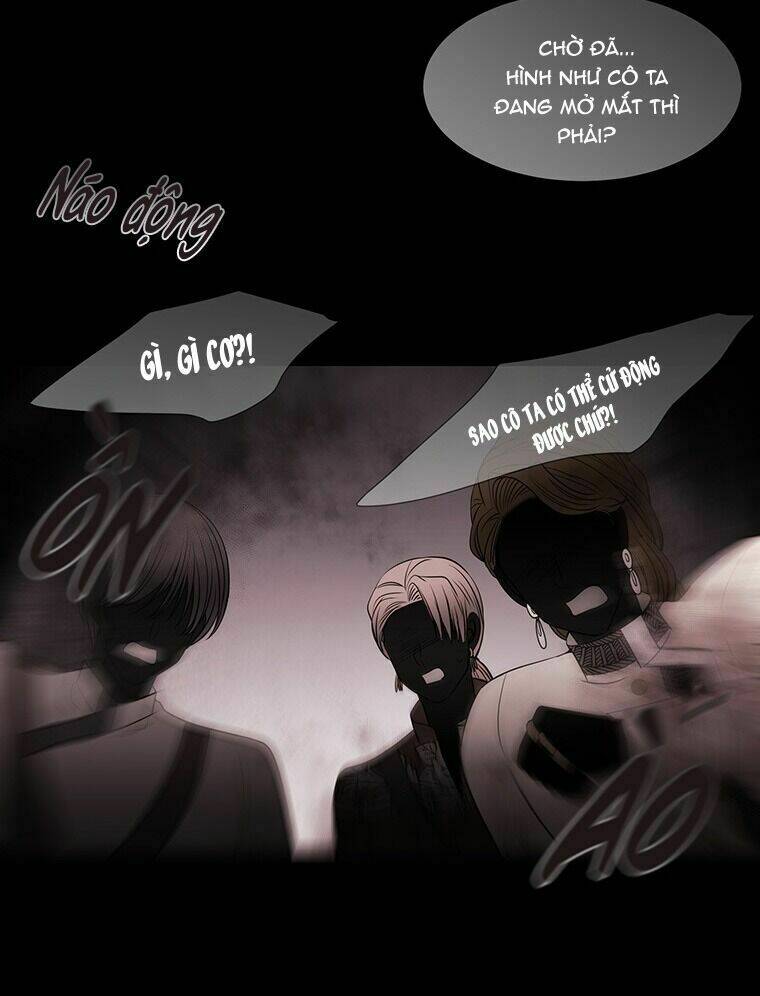 CHỜ ĐÃ...
HÌNH NHƯ CÔ TA
ĐANG MỞ MẮT THÌ
PHẢI?
Náo động
GÌ, GÌ CƠ?!
SAO CÔ TA CÓ THỂ CỬ ĐỘNG
ĐƯỢC CHỨ?!
ỒN
ÀO